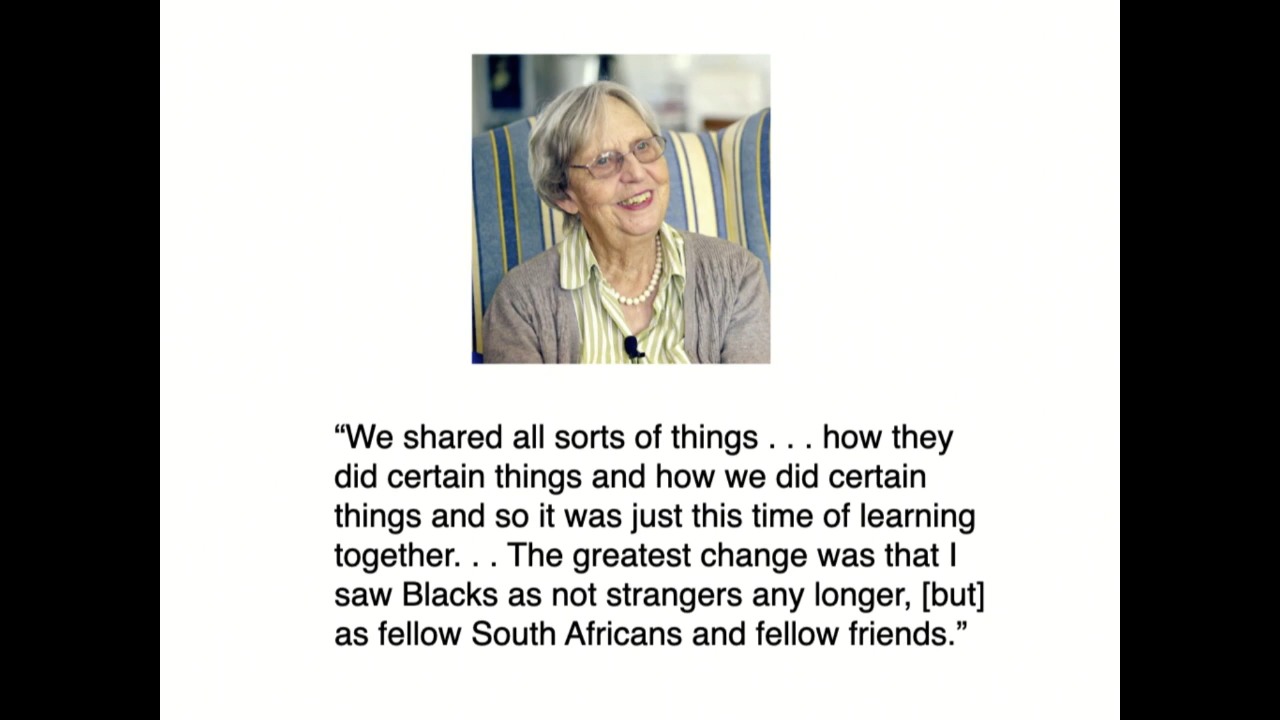 “We shared all sorts of things . . . how they
did certain things and how we did certain
things and so it was just this time of learning
together. . . The greatest change was that I
saw Blacks as not strangers any longer, [but]
as fellow South Africans and fellow friends.”